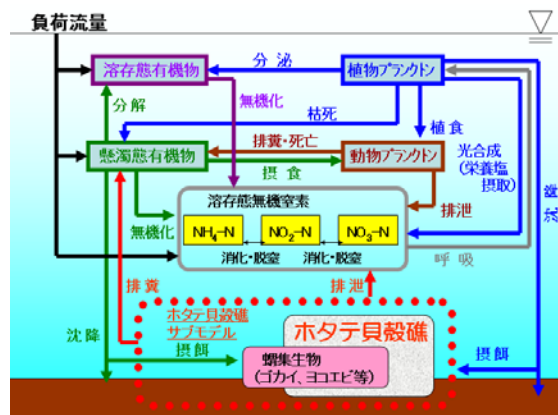 負荷流量
溶存態有機物
分泌
植物プランクトン
分解
無機化
枯死
植食
排糞・死亡
懸濁態有機物
摂食
動物プランクトン
光合成
(栄養塩
摂取)
沈降
溶存態無機窒素
無機化
排泄
NH₄-N
NO₂-N
NO₃-N
消化・脱窒
消化・脱窒
呼吸
排糞
排泄
ホタテ貝殻礁
サブモデル
ホタテ貝殻礁
沈降
摂餌
蝟集生物
(ゴカイ、ヨコエビ等)
摂餌